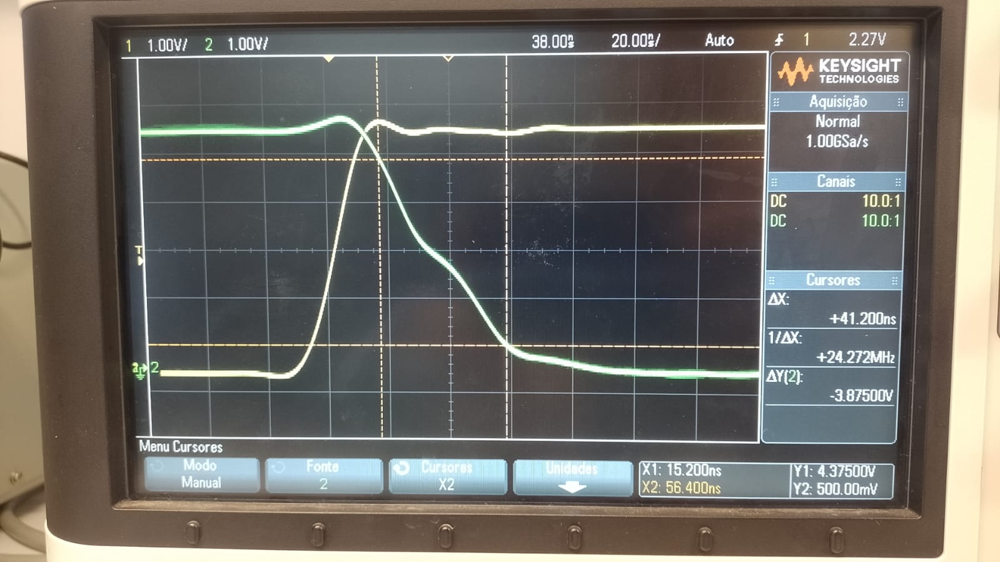 1 1.00V/ 2 1.00V/ 38.00ns 20.00ns/ Auto 1 2.27V
KEYSIGHT
TECHNOLOGIES
Aquisição
Normal
1.00GSa/s
Canais
DC 10.0:1
DC 10.0:1
T
Cursores
ΔX:
+41.200ns
1/ΔX:
+24.272MHz
2
ΔY(2):
-3.87500V
Menu Cursores
Modo
Manual
Fonte
2
Cursores
X2
Unidades
X1: 15.200ns
X2: 56.400ns
Y1: 4.37500V
Y2: 500.00mV